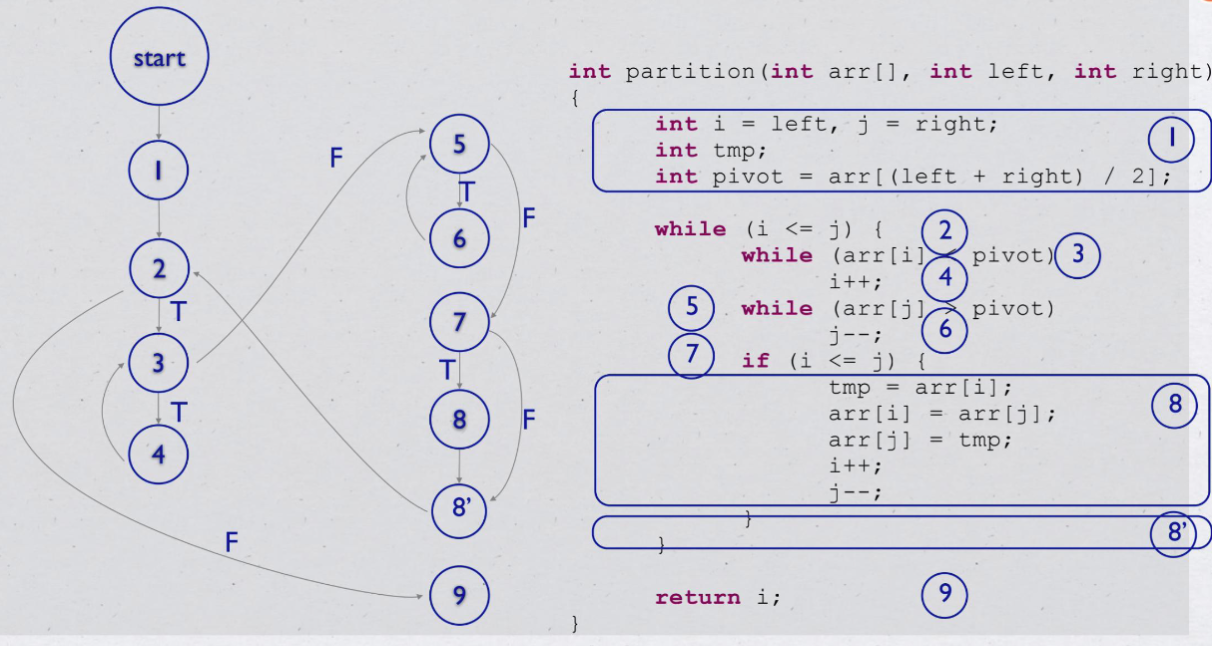 start
1
2
T
3
T
4
F
5
T
F
6
7
T
8
F
8'
F
9
int partition(int arr[], int left, int right)
{
int i = left, j = right;
int tmp;
int pivot = arr[(left + right) / 2];
1
while (i <= j) { 2
while (arr[i] < pivot) 3
i++; 4
5 while (arr[j] > pivot)
j--; 6
7 if (i <= j) {
tmp = arr[i];
arr[i] = arr[j]; 8
arr[j] = tmp;
i++;
j--;
}
} 8'
return i; 9
}